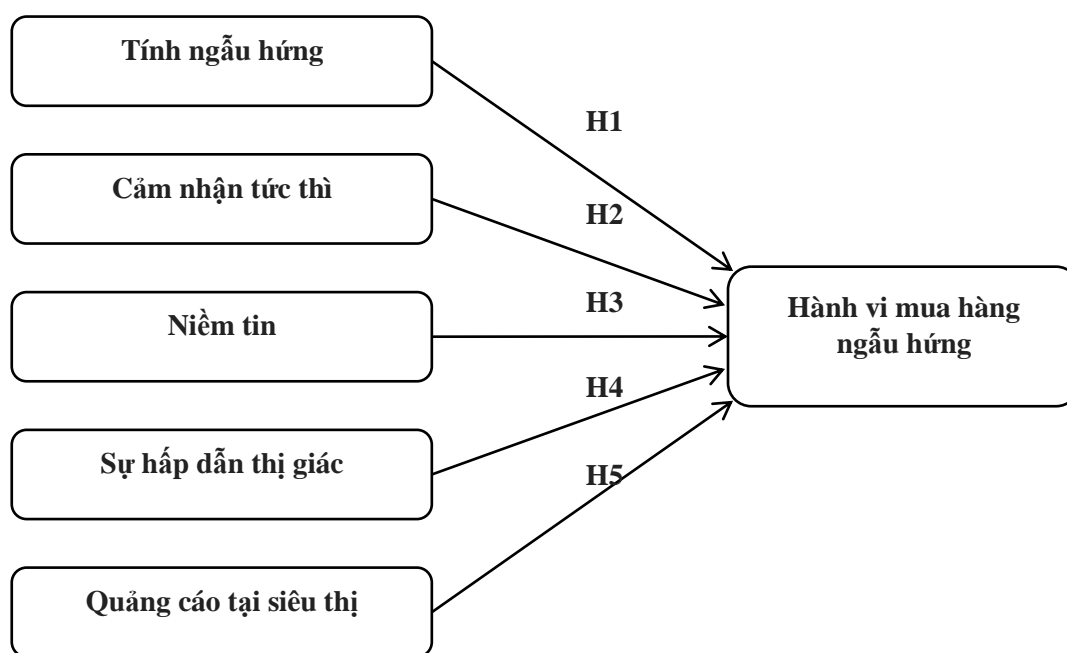 Tính ngẫu hứng
H1
Cảm nhận tức thì
H2
Niềm tin
H3
Hành vi mua hàng
ngẫu hứng
Sự hấp dẫn thị giác
H4
Quảng cáo tại siêu thị
H5